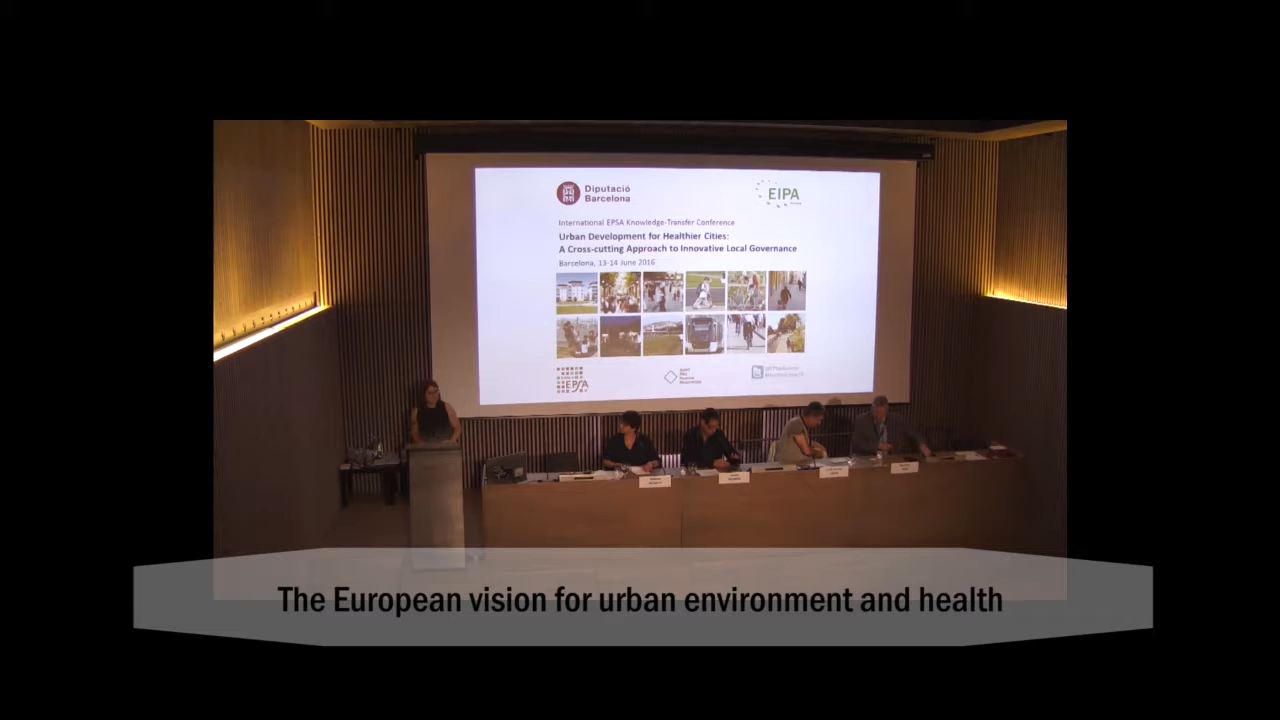 Diputació
Barcelona
EIPA
International EPSA Knowledge-Transfer Conference
Urban Development for Healthier Cities:
A Cross-cutting Approach to Innovative Local Governance
Barcelona, 13-14 June 2016
EPSA
The European vision for urban environment and health